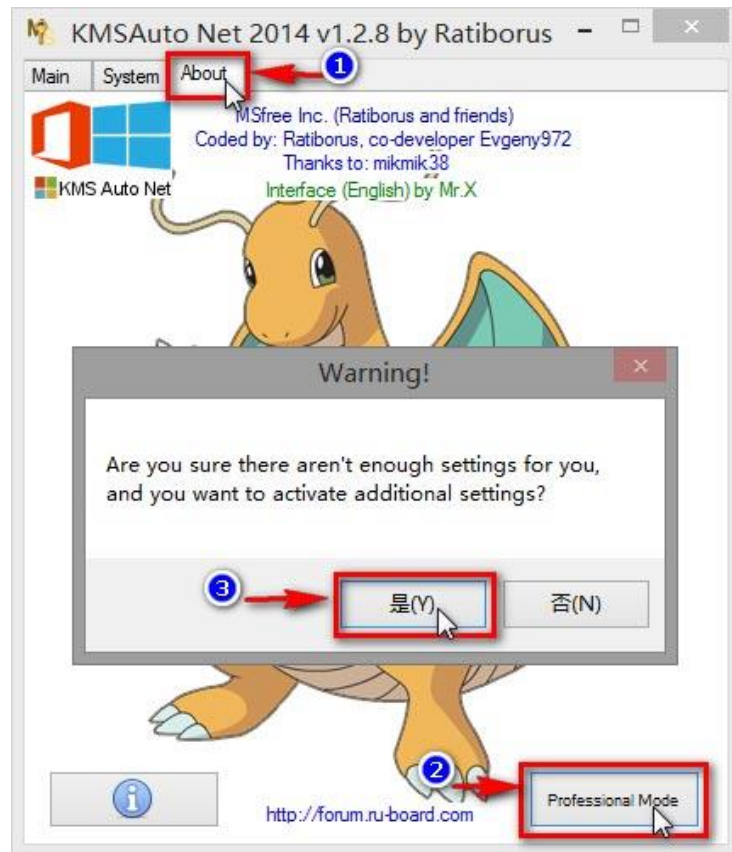 KMSAuto Net 2014 v1.2.8 by Ratiborus
Main System About
1
MSfree Inc. (Ratiborus and friends)
Coded by: Ratiborus, co-developer Evgeny972
Thanks to: mikmik38
KMS Auto Net
Interface (English) by Mr.X
Warning!
Are you sure there aren't enough settings for you,
and you want to activate additional settings?
3
是(Y) 否(N)
2
Professional Mode
http://forum.ru-board.com